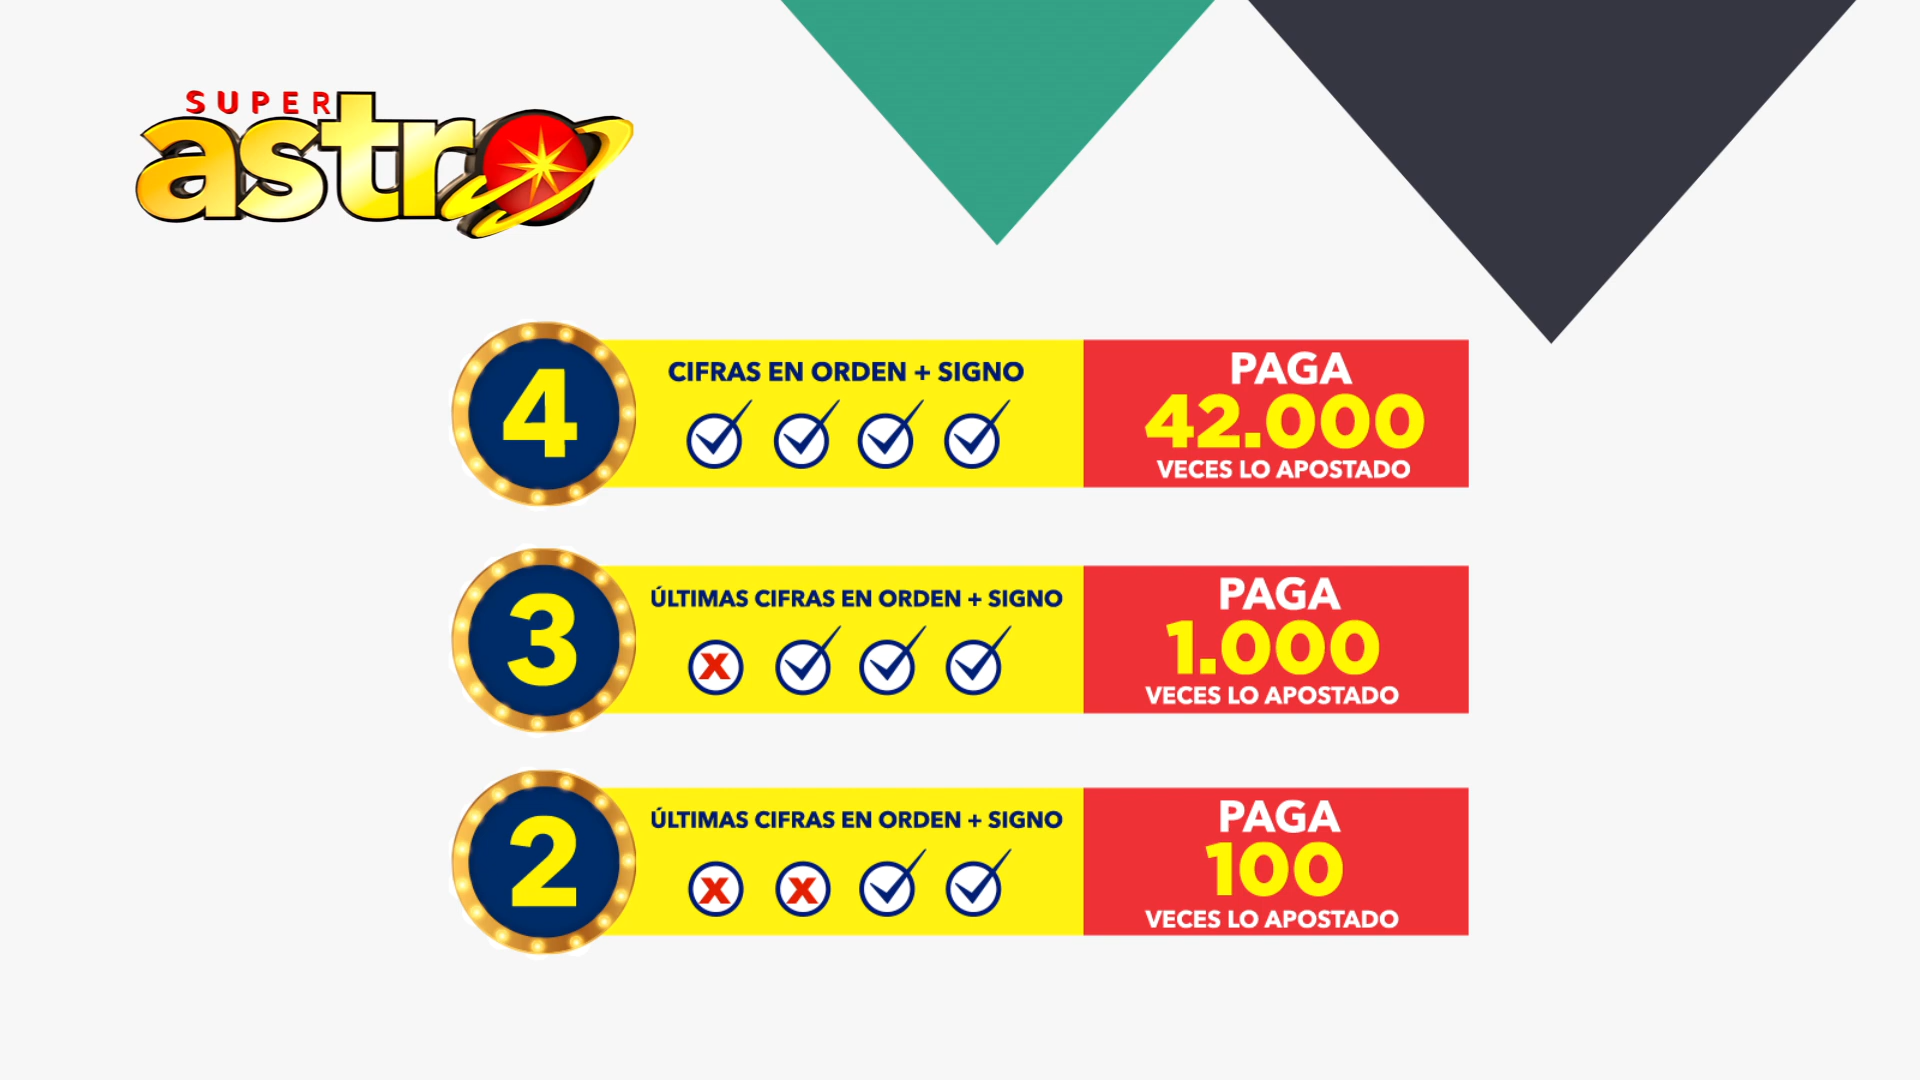 SUPER
astro
4
CIFRAS EN ORDEN + SIGNO
PAGA
42.000
VECES LO APOSTADO
3
ÚLTIMAS CIFRAS EN ORDEN + SIGNO
X
PAGA
1.000
VECES LO APOSTADO
2
ÚLTIMAS CIFRAS EN ORDEN + SIGNO
X X
PAGA
100
VECES LO APOSTADO